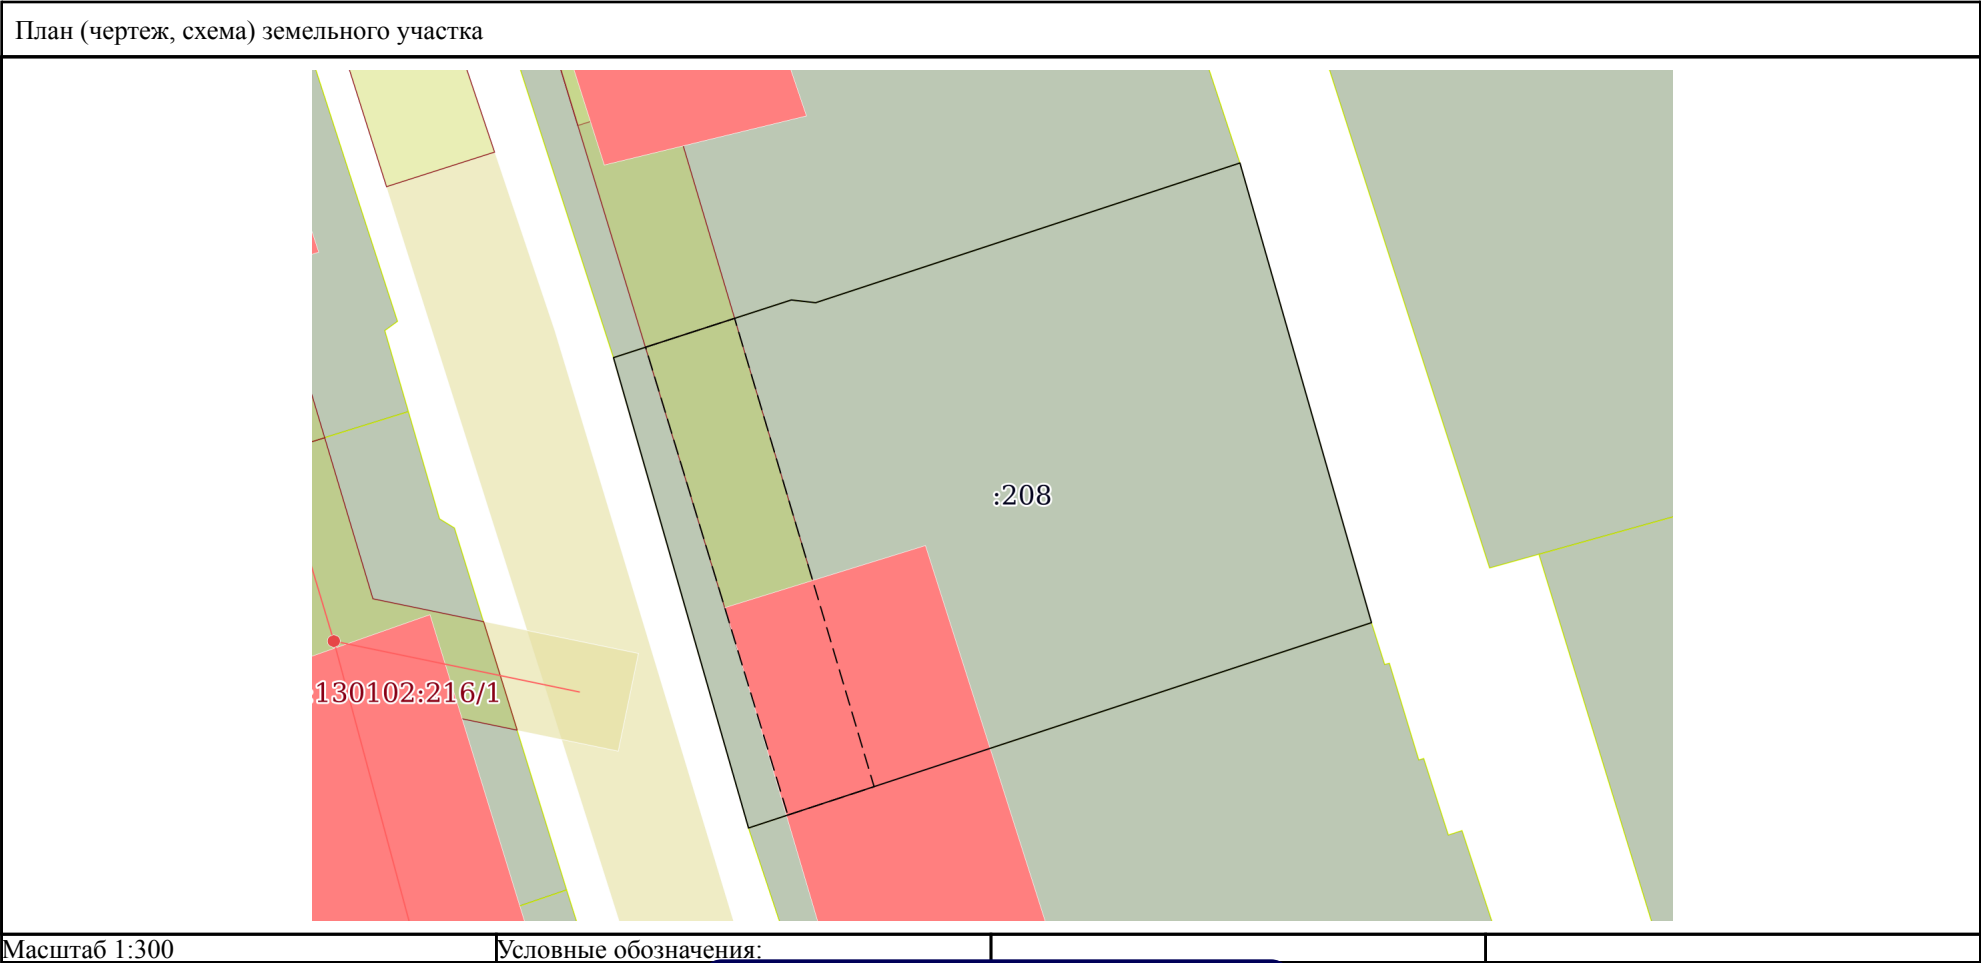 План (чертеж, схема) земельного участка
:208
:130102:216/1
Масштаб 1:300
Условные обозначения: